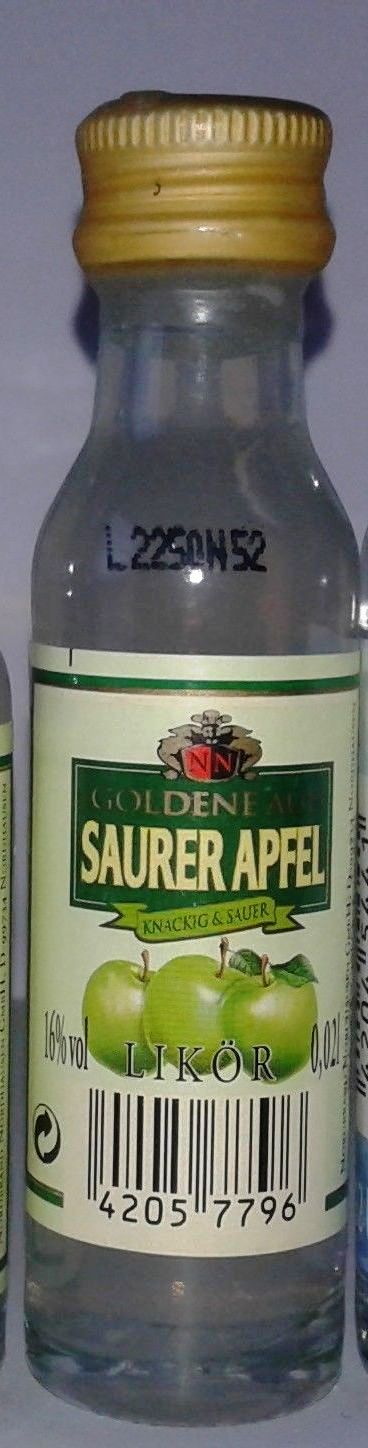 L2250N52
NN
GOLDENE AUE
SAURER APFEL
KNACKIG & SAUER
16% vol
LIKÖR
0,02l
4205 7796